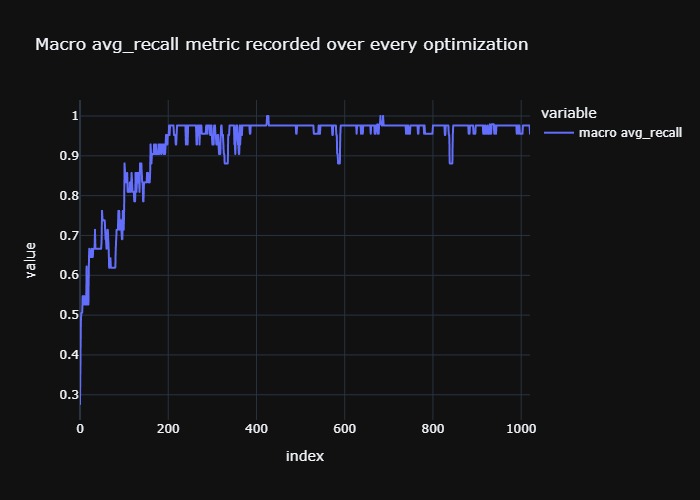 Macro avg_recall metric recorded over every optimization
variable
macro avg_recall
value
1
0.9
0.8
0.7
0.6
0.5
0.4
0.3
0 200 400 600 800 1000
index